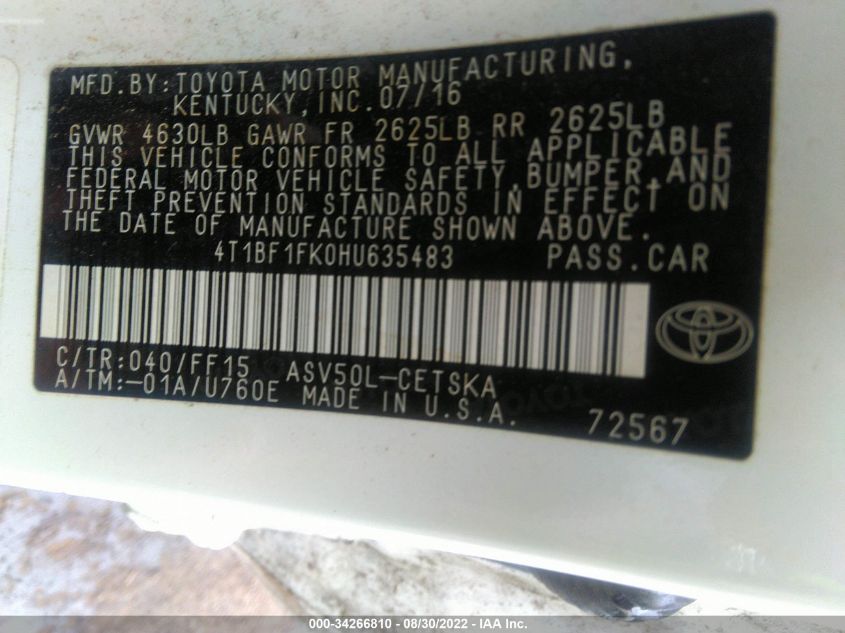 MFD.BY:TOYOTA MOTOR MANUFACTURING,
KENTUCKY,INC.07/16
GVWR 4630LB GAWR FR 2625LB RR 2625LB
THIS VEHICLE CONFORMS TO ALL APPLICABLE
FEDERAL MOTOR VEHICLE SAFETY,BUMPER,AND
THEFT PREVENTION STANDARDS IN EFFECT ON
THE DATE OF MANUFACTURE SHOWN ABOVE.
4T1BF1FK0HU635483 PASS.CAR
C/TR:040/FF15 ASV50L-CETSKA
A/TM:-01A/U760E MADE IN U.S.A. 72567
000-34266810 - 08/30/2022 - IAA Inc.